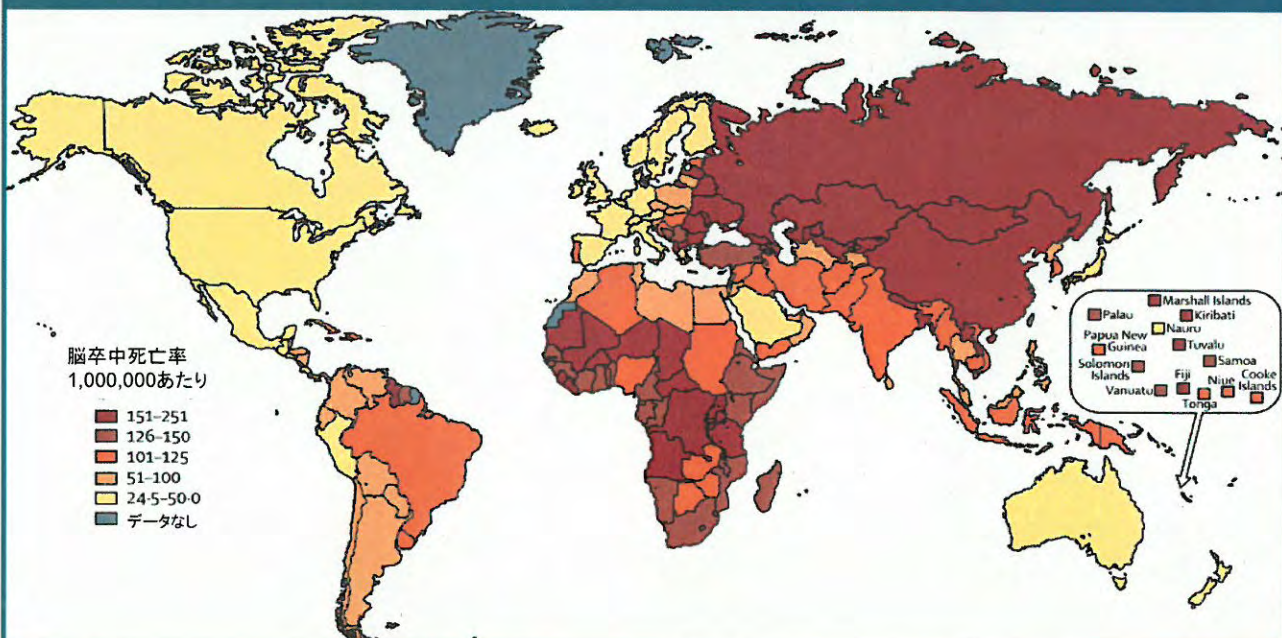 脳卒中死亡率
1,000,000あたり
151–251
126–150
101–125
51–100
24·5–50·0
データなし
Marshall Islands
Palau
Kiribati
Nauru
Papua New
Guinea
Tuvalu
Solomon
Islands
Samoa
Vanuatu
Fiji
Niue
Cooke
Islands
Tonga